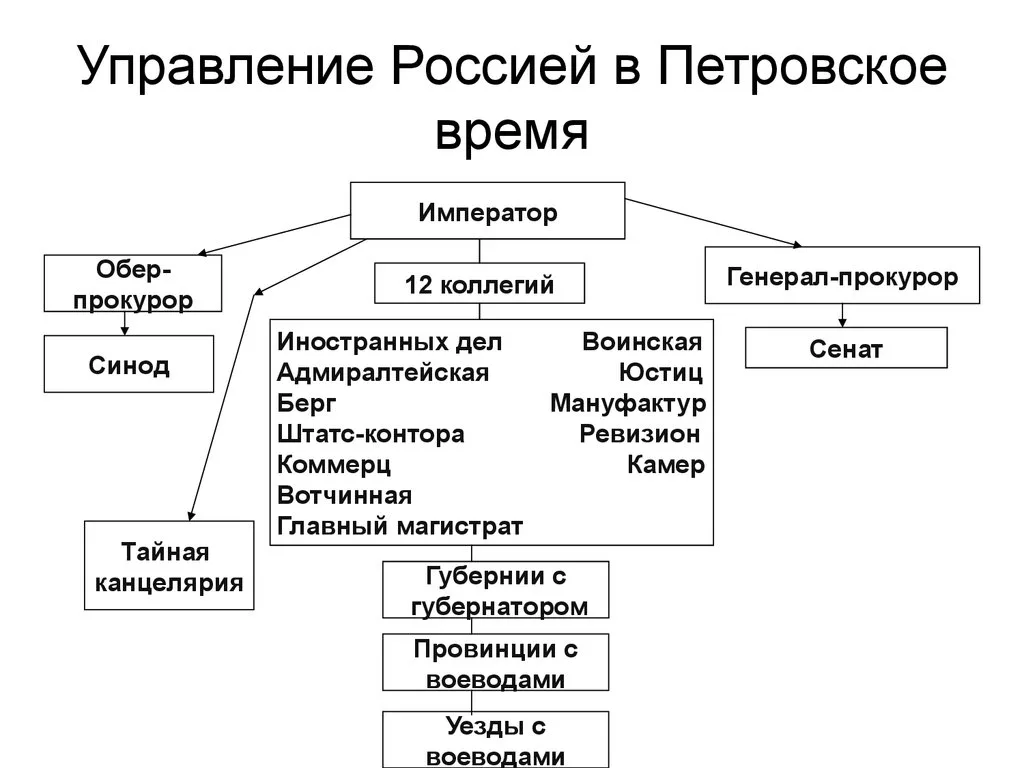 Управление Россией в Петровское
время
Император
Обер-
прокурор
Синод
12 коллегий
Генерал-прокурор
Сенат
Иностранных дел Воинская
Адмиралтейская Юстиц
Берг Мануфактур
Штатс-контора Ревизион
Коммерц Камер
Вотчинная
Главный магистрат
Тайная
канцелярия
Губернии с
губернатором
Провинции с
воеводами
Уезды с
воеводами